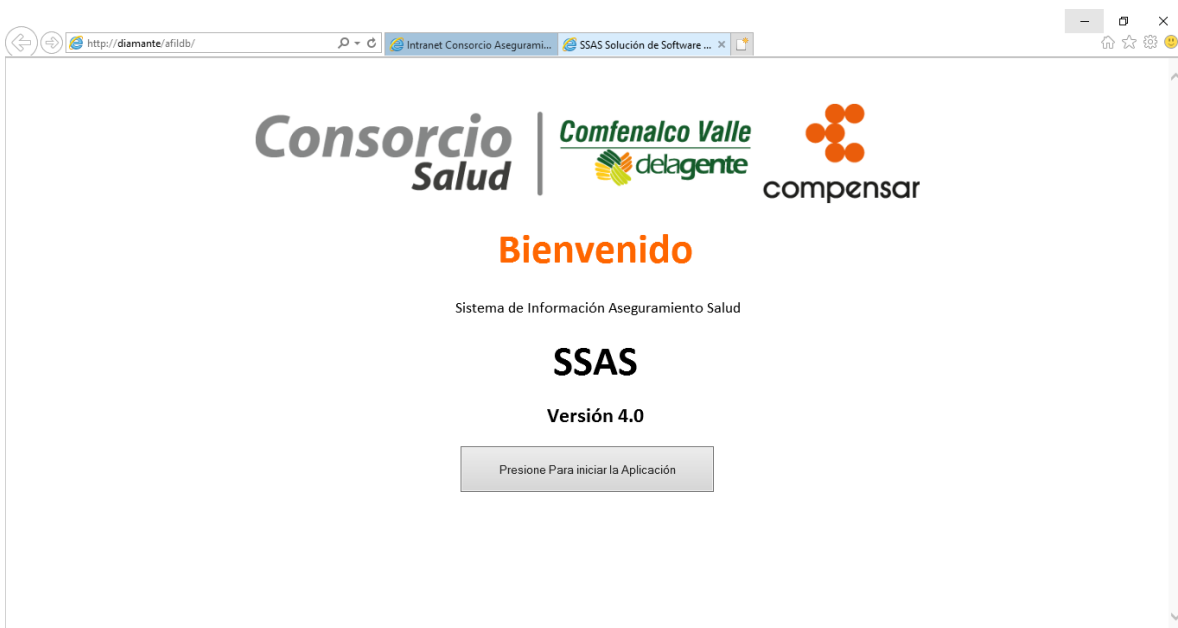 http://diamante/afildb/
Intranet Consorcio Asegurami...
SSAS Solución de Software ...
Consorcio
Salud
Comfenalco Valle
delagente
compensar
Bienvenido
Sistema de Información Aseguramiento Salud
SSAS
Versión 4.0
Presione Para iniciar la Aplicación